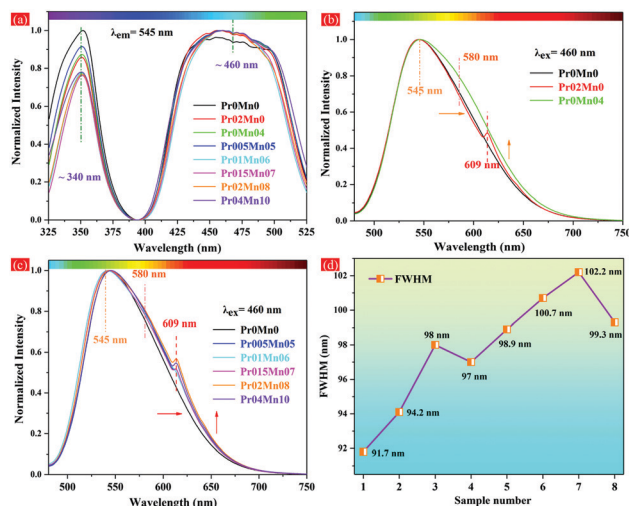 (a)
λem= 545 nm
~ 460 nm
~ 340 nm
Pr0Mn0
Pr02Mn0
Pr0Mn04
Pr005Mn05
Pr01Mn06
Pr015Mn07
Pr02Mn08
Pr04Mn10
Normalized Intensity
1.0
0.8
0.6
0.4
0.2
0.0
325 350 375 400 425 450 475 500 525
Wavelength (nm)
(b)
λex= 460 nm
580 nm
545 nm
609 nm
Pr0Mn0
Pr02Mn0
Pr0Mn04
Normalized Intensity
1.0
0.8
0.6
0.4
0.2
0.0
500 550 600 650 700 750
Wavelength (nm)
(c)
580 nm
λex= 460 nm
609 nm
545 nm
Pr0Mn0
Pr005Mn05
Pr01Mn06
Pr015Mn07
Pr02Mn08
Pr04Mn10
Normalized Intensity
1.0
0.8
0.6
0.4
0.2
0.0
500 550 600 650 700 750
Wavelength (nm)
(d)
FWHM
102.2 nm
100.7 nm
99.3 nm
98.9 nm
98 nm
97 nm
94.2 nm
91.7 nm
FWHM (nm)
102
100
98
96
94
92
1 2 3 4 5 6 7 8
Sample number